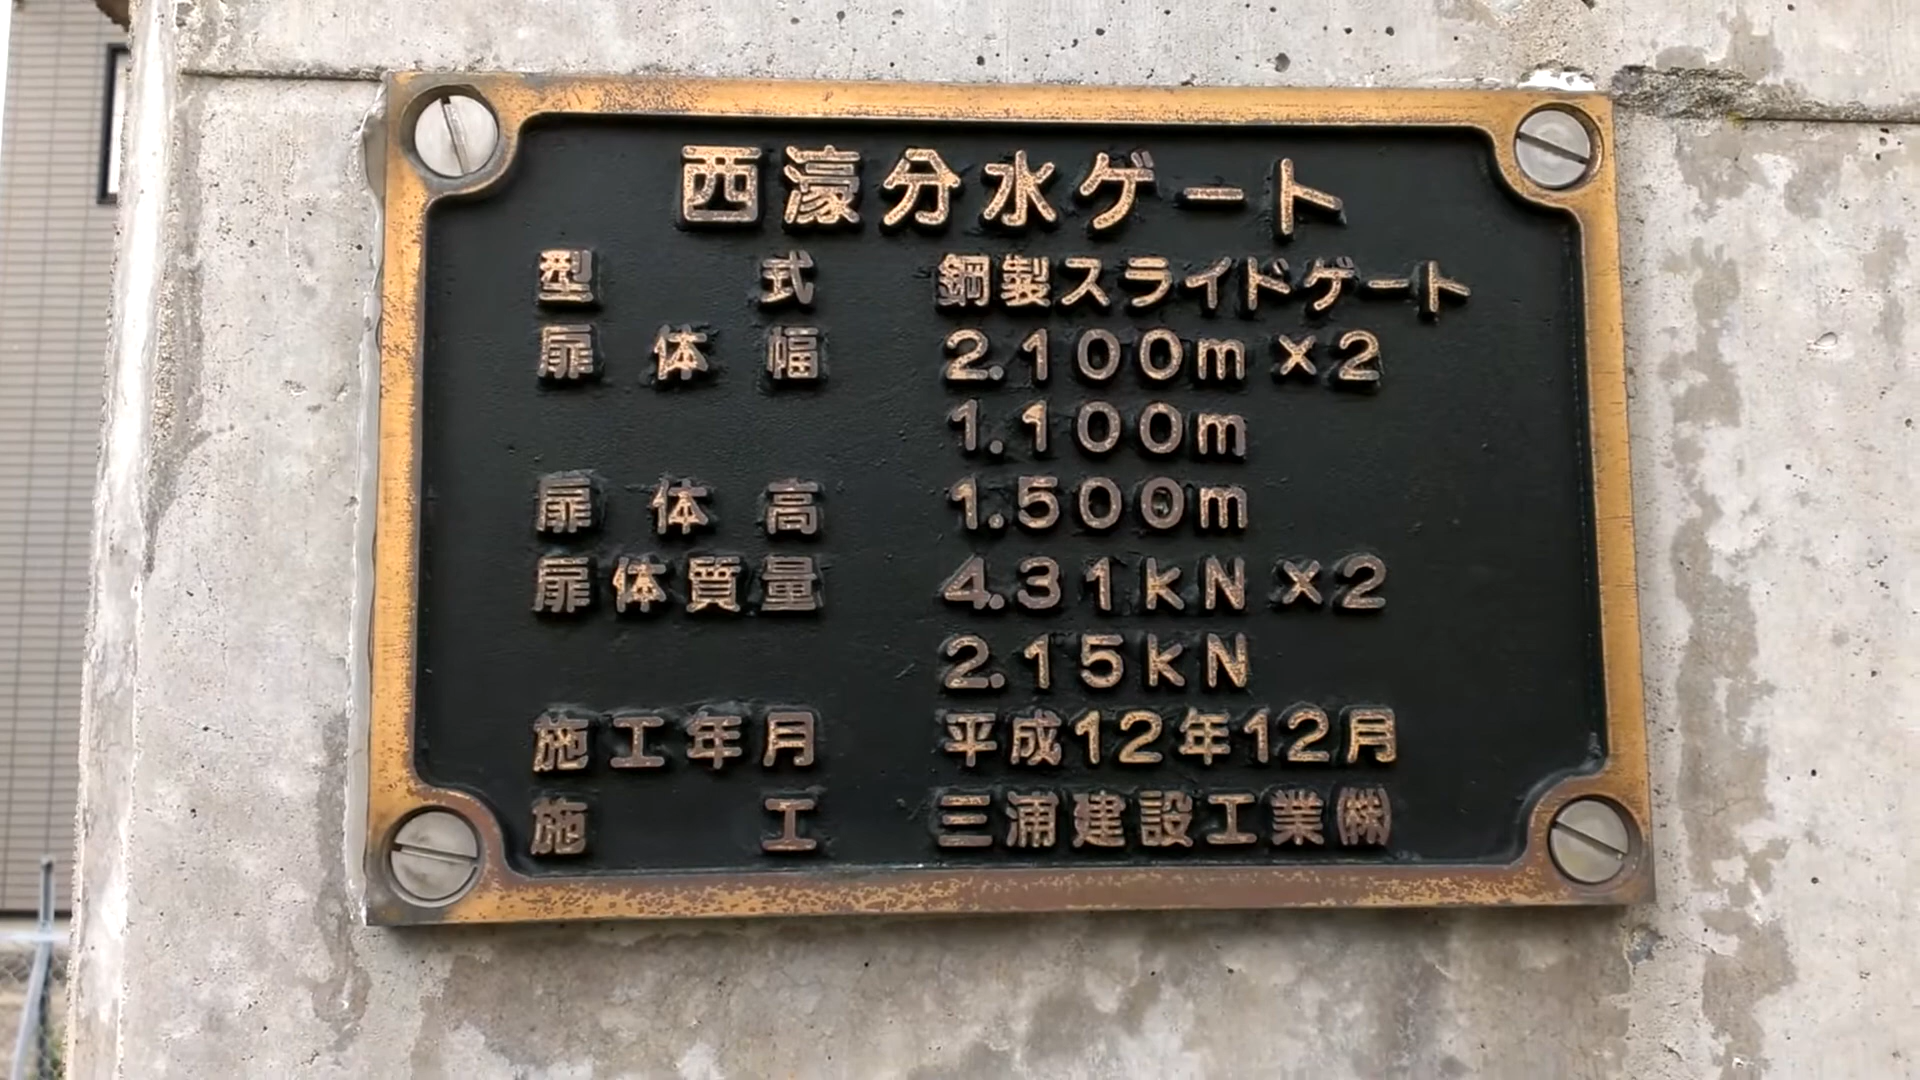 西濠分水ゲート
型式 鋼製スライドゲート
扉体幅 2.100m×2
1.100m
扉体高 1.500m
扉体質量 4.31kN×2
2.15kN
施工年月 平成12年12月
施工 三浦建設工業㈱